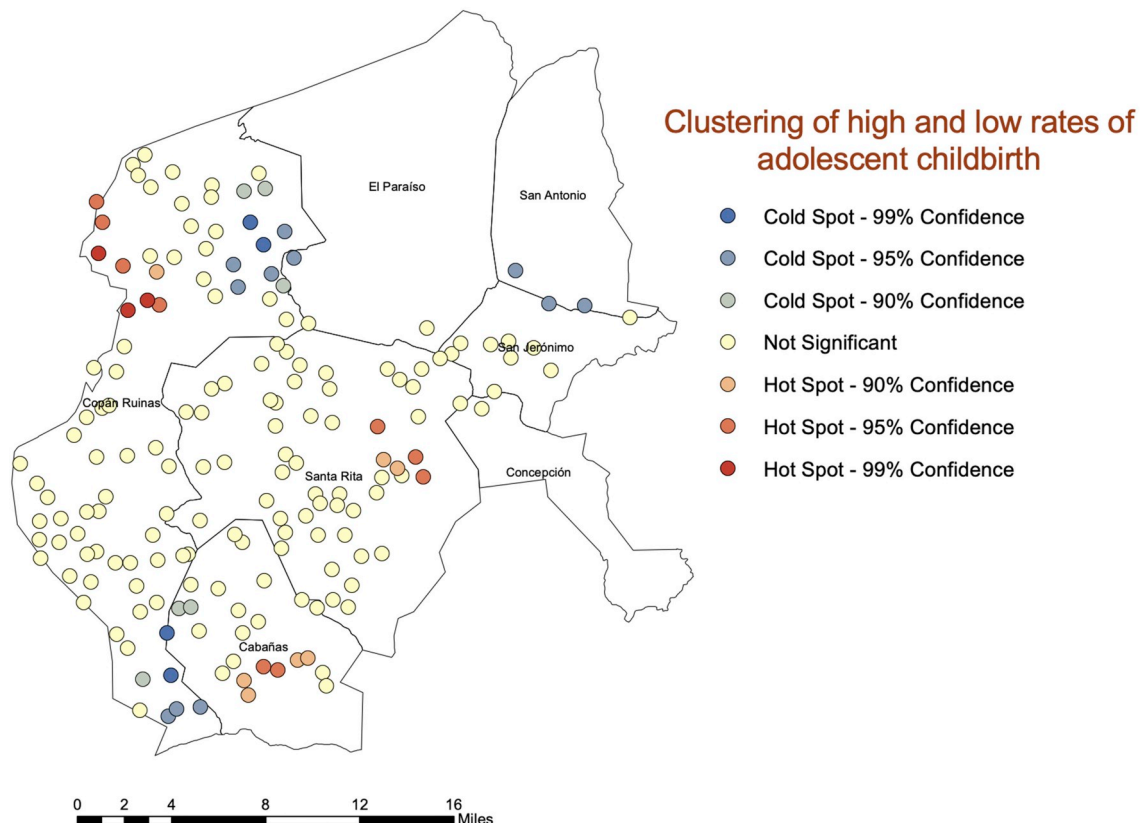 Clustering of high and low rates of
adolescent childbirth
El Paraíso
San Antonio
Cold Spot - 99% Confidence
Cold Spot - 95% Confidence
Cold Spot - 90% Confidence
Not Significant
Hot Spot - 90% Confidence
Hot Spot - 95% Confidence
Hot Spot - 99% Confidence
San Jerónimo
Copán Ruinas
Santa Rita
Concepción
Cabañas
0 2 4 8 12 16
Miles